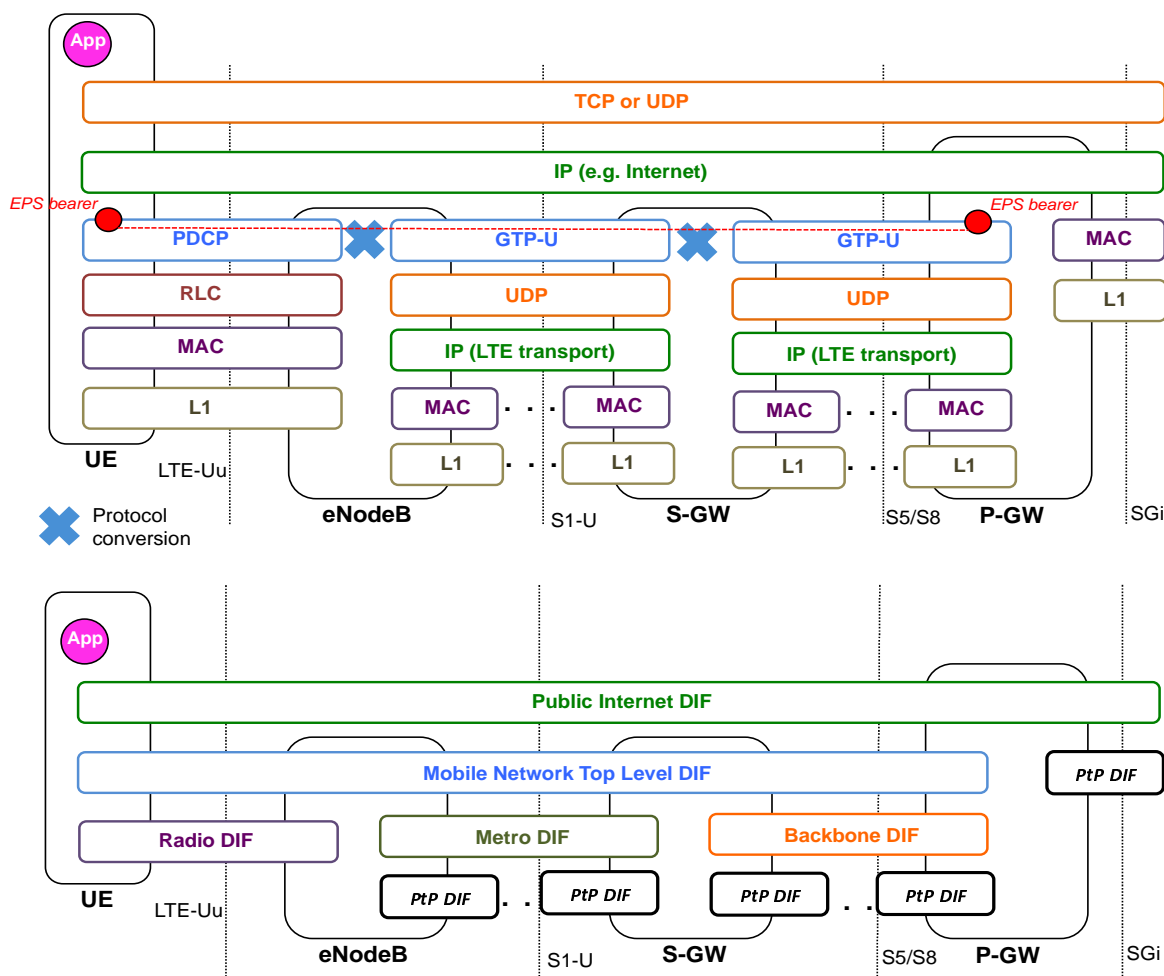 App
TCP or UDP
IP (e.g. Internet)
EPS bearer
EPS bearer
PDCP
GTP-U
GTP-U
MAC
RLC
UDP
UDP
L1
MAC
IP (LTE transport)
IP (LTE transport)
L1
MAC
. . .
MAC
MAC
. . .
MAC
L1
. . .
L1
L1
. . .
L1
UE
LTE-Uu
eNodeB
S1-U
S-GW
S5/S8
P-GW
SGi
Protocol
conversion
App
Public Internet DIF
Mobile Network Top Level DIF
PtP DIF
Radio DIF
Metro DIF
Backbone DIF
PtP DIF
. .
PtP DIF
PtP DIF
. .
PtP DIF
UE
LTE-Uu
eNodeB
S1-U
S-GW
S5/S8
P-GW
SGi